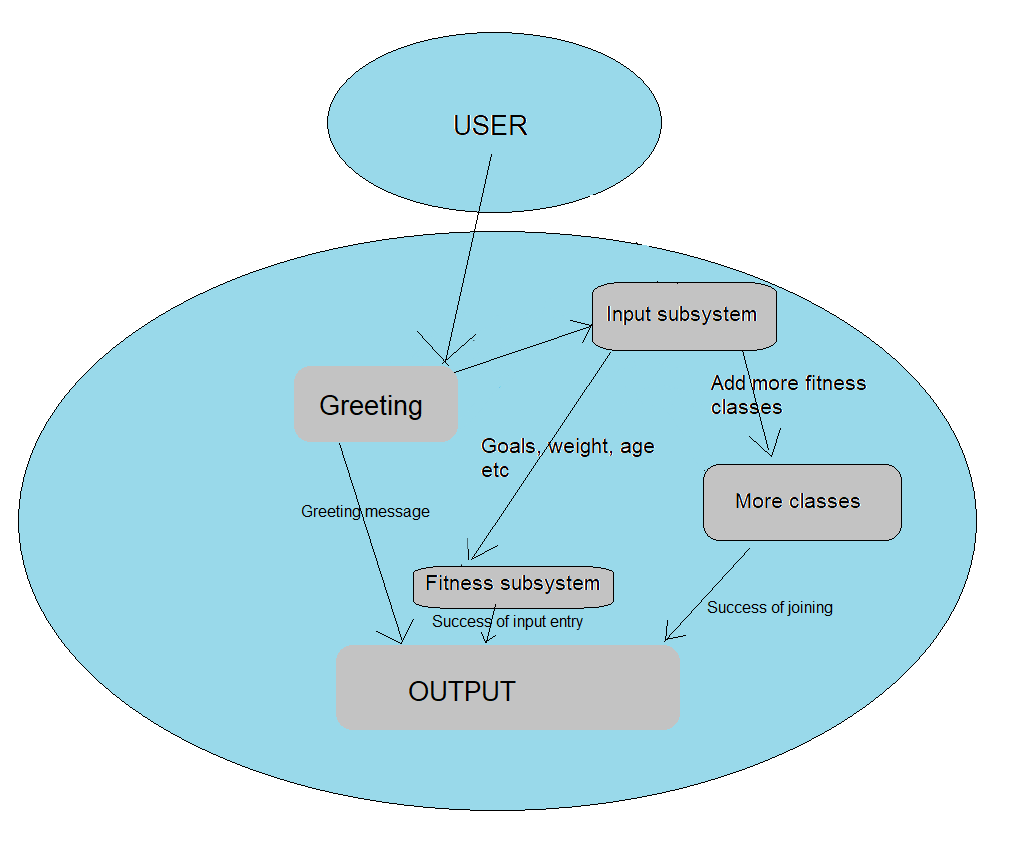 USER
Input subsystem
Add more fitness
classes
Greeting
Goals, weight, age
etc
More classes
Greeting message
Fitness subsystem
Success of joining
Success of input entry
OUTPUT